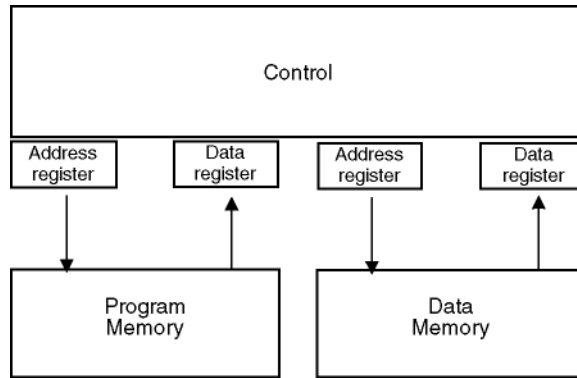 Control
Address
register
Data
register
Address
register
Data
register
Program
Memory
Data
Memory